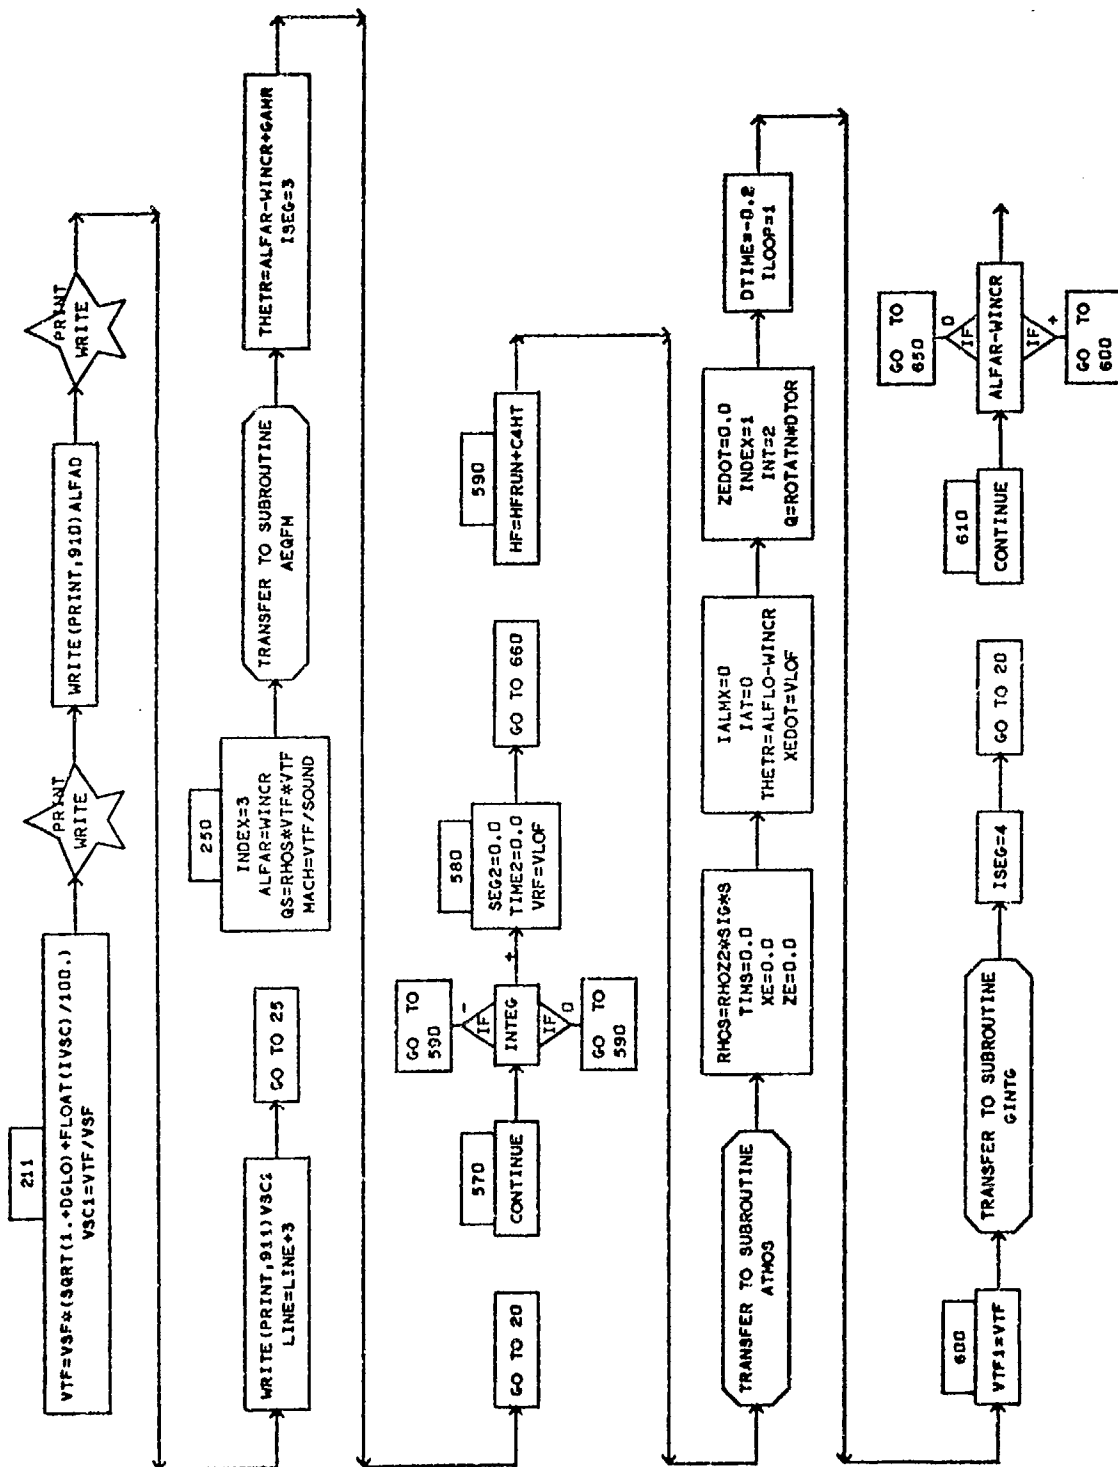 211
VTF=VSF*(SQRT(1.+DGLO)+FLOAT(IVSC)/100.)
VSC1=VTF/VSF
PRINT
WRITE
WRITE(PRINT,910)ALFAD
PRINT
WRITE
WRITE(PRINT,911)VSC1
LINE=LINE+3
GO TO 25
250
INDEX=3
ALFAR=WINCR
QS=RHOS*VTF*VTF
MACH=VTF/SOUND
TRANSFER TO SUBROUTINE
AEQFM
THETR=ALFAR-WINCR+GAMR
ISEG=3
GO TO 20
570
CONTINUE
GO TO
590
-
IF
INTEG
IF
0
GO TO
590
+
580
SEG2=0.0
TIME2=0.0
VRF=VLOF
GO TO 660
590
HF=HFRUN+C4HT
TRANSFER TO SUBROUTINE
ATMOS
RHOS=RHOZ2*SIG*S
TIMS=0.0
XE=0.0
ZE=0.0
IALMX=0
IAT=0
THETR=ALFLO-WINCR
XEDOT=VLOF
ZEDOT=0.0
INDEX=1
INT=2
Q=ROTATN*DTOR
DTIME=-0.2
ILOOP=1
600
VTF1=VTF
TRANSFER TO SUBROUTINE
GINTG
ISEG=4
GO TO 20
610
CONTINUE
GO TO
650
0
IF
ALFAR-WINCR
IF
+
GO TO
600